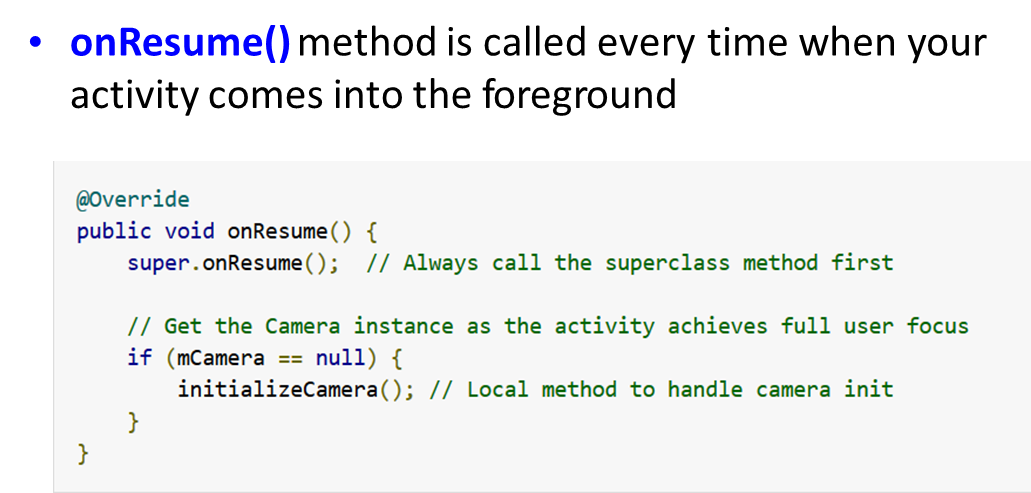 • onResume() method is called every time when your
activity comes into the foreground
@Override
public void onResume() {
    super.onResume();  // Always call the superclass method first
    // Get the Camera instance as the activity achieves full user focus
    if (mCamera == null) {
        initializeCamera(); // Local method to handle camera init
    }
}